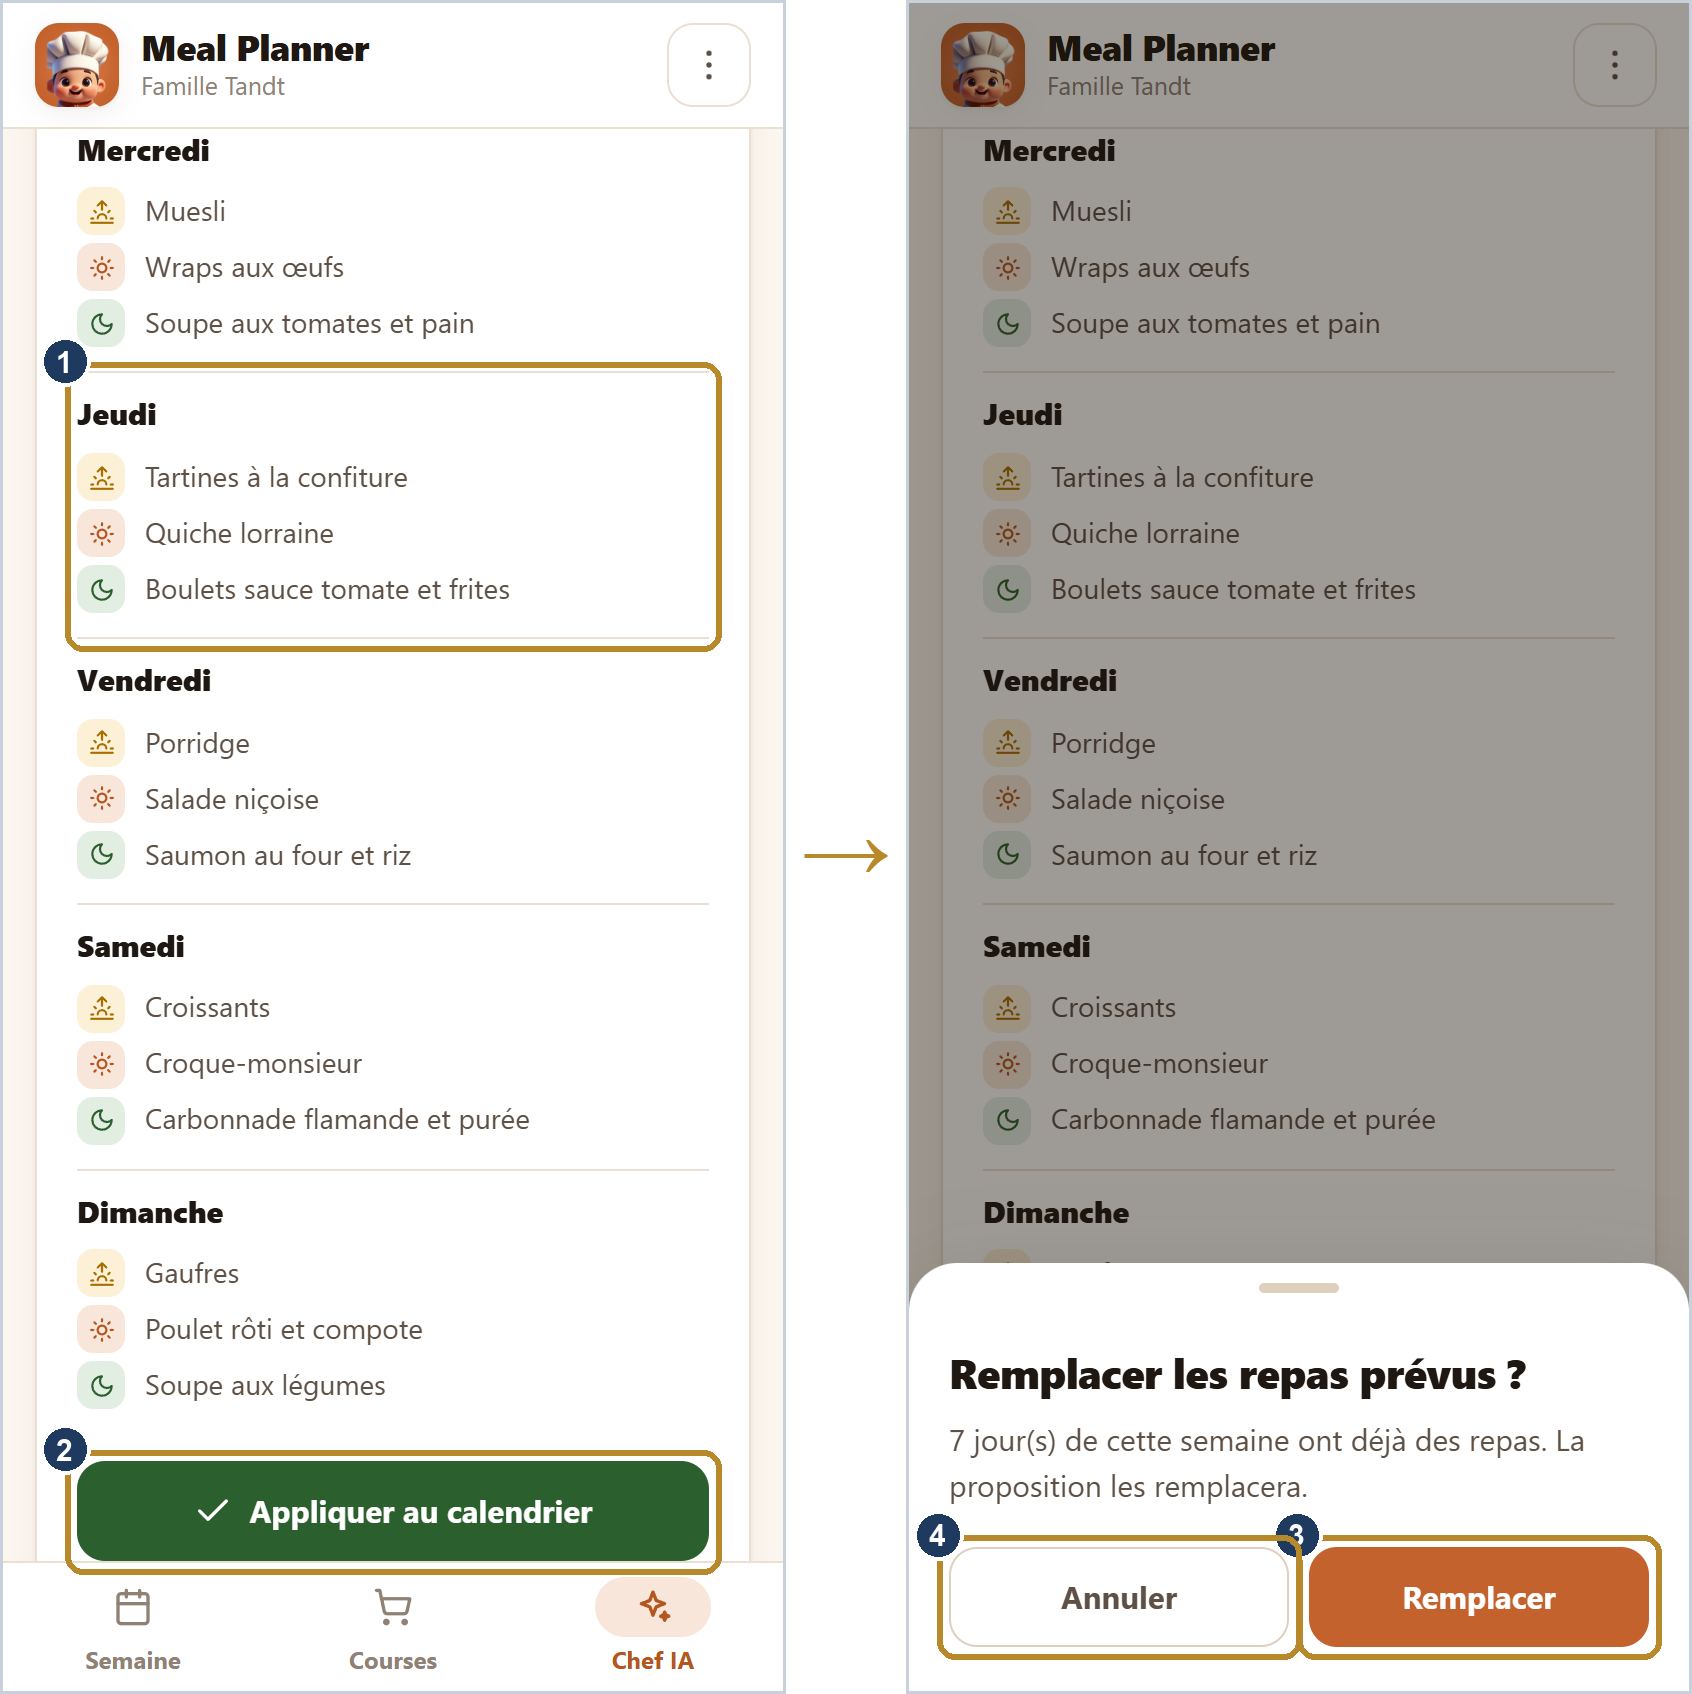 Meal Planner
Famille Tandt
Mercredi
Muesli
Wraps aux œufs
Soupe aux tomates et pain
1
Jeudi
Tartines à la confiture
Quiche lorraine
Boulets sauce tomate et frites
Vendredi
Porridge
Salade niçoise
Saumon au four et riz
Samedi
Croissants
Croque-monsieur
Carbonnade flamande et purée
Dimanche
Gaufres
Poulet rôti et compote
Soupe aux légumes
2
Appliquer au calendrier
Semaine
Courses
Chef IA
Meal Planner
Famille Tandt
Mercredi
Muesli
Wraps aux œufs
Soupe aux tomates et pain
Jeudi
Tartines à la confiture
Quiche lorraine
Boulets sauce tomate et frites
Vendredi
Porridge
Salade niçoise
Saumon au four et riz
Samedi
Croissants
Croque-monsieur
Carbonnade flamande et purée
Dimanche
Remplacer les repas prévus ?
7 jour(s) de cette semaine ont déjà des repas. La
proposition les remplacera.
4
Annuler
3
Remplacer